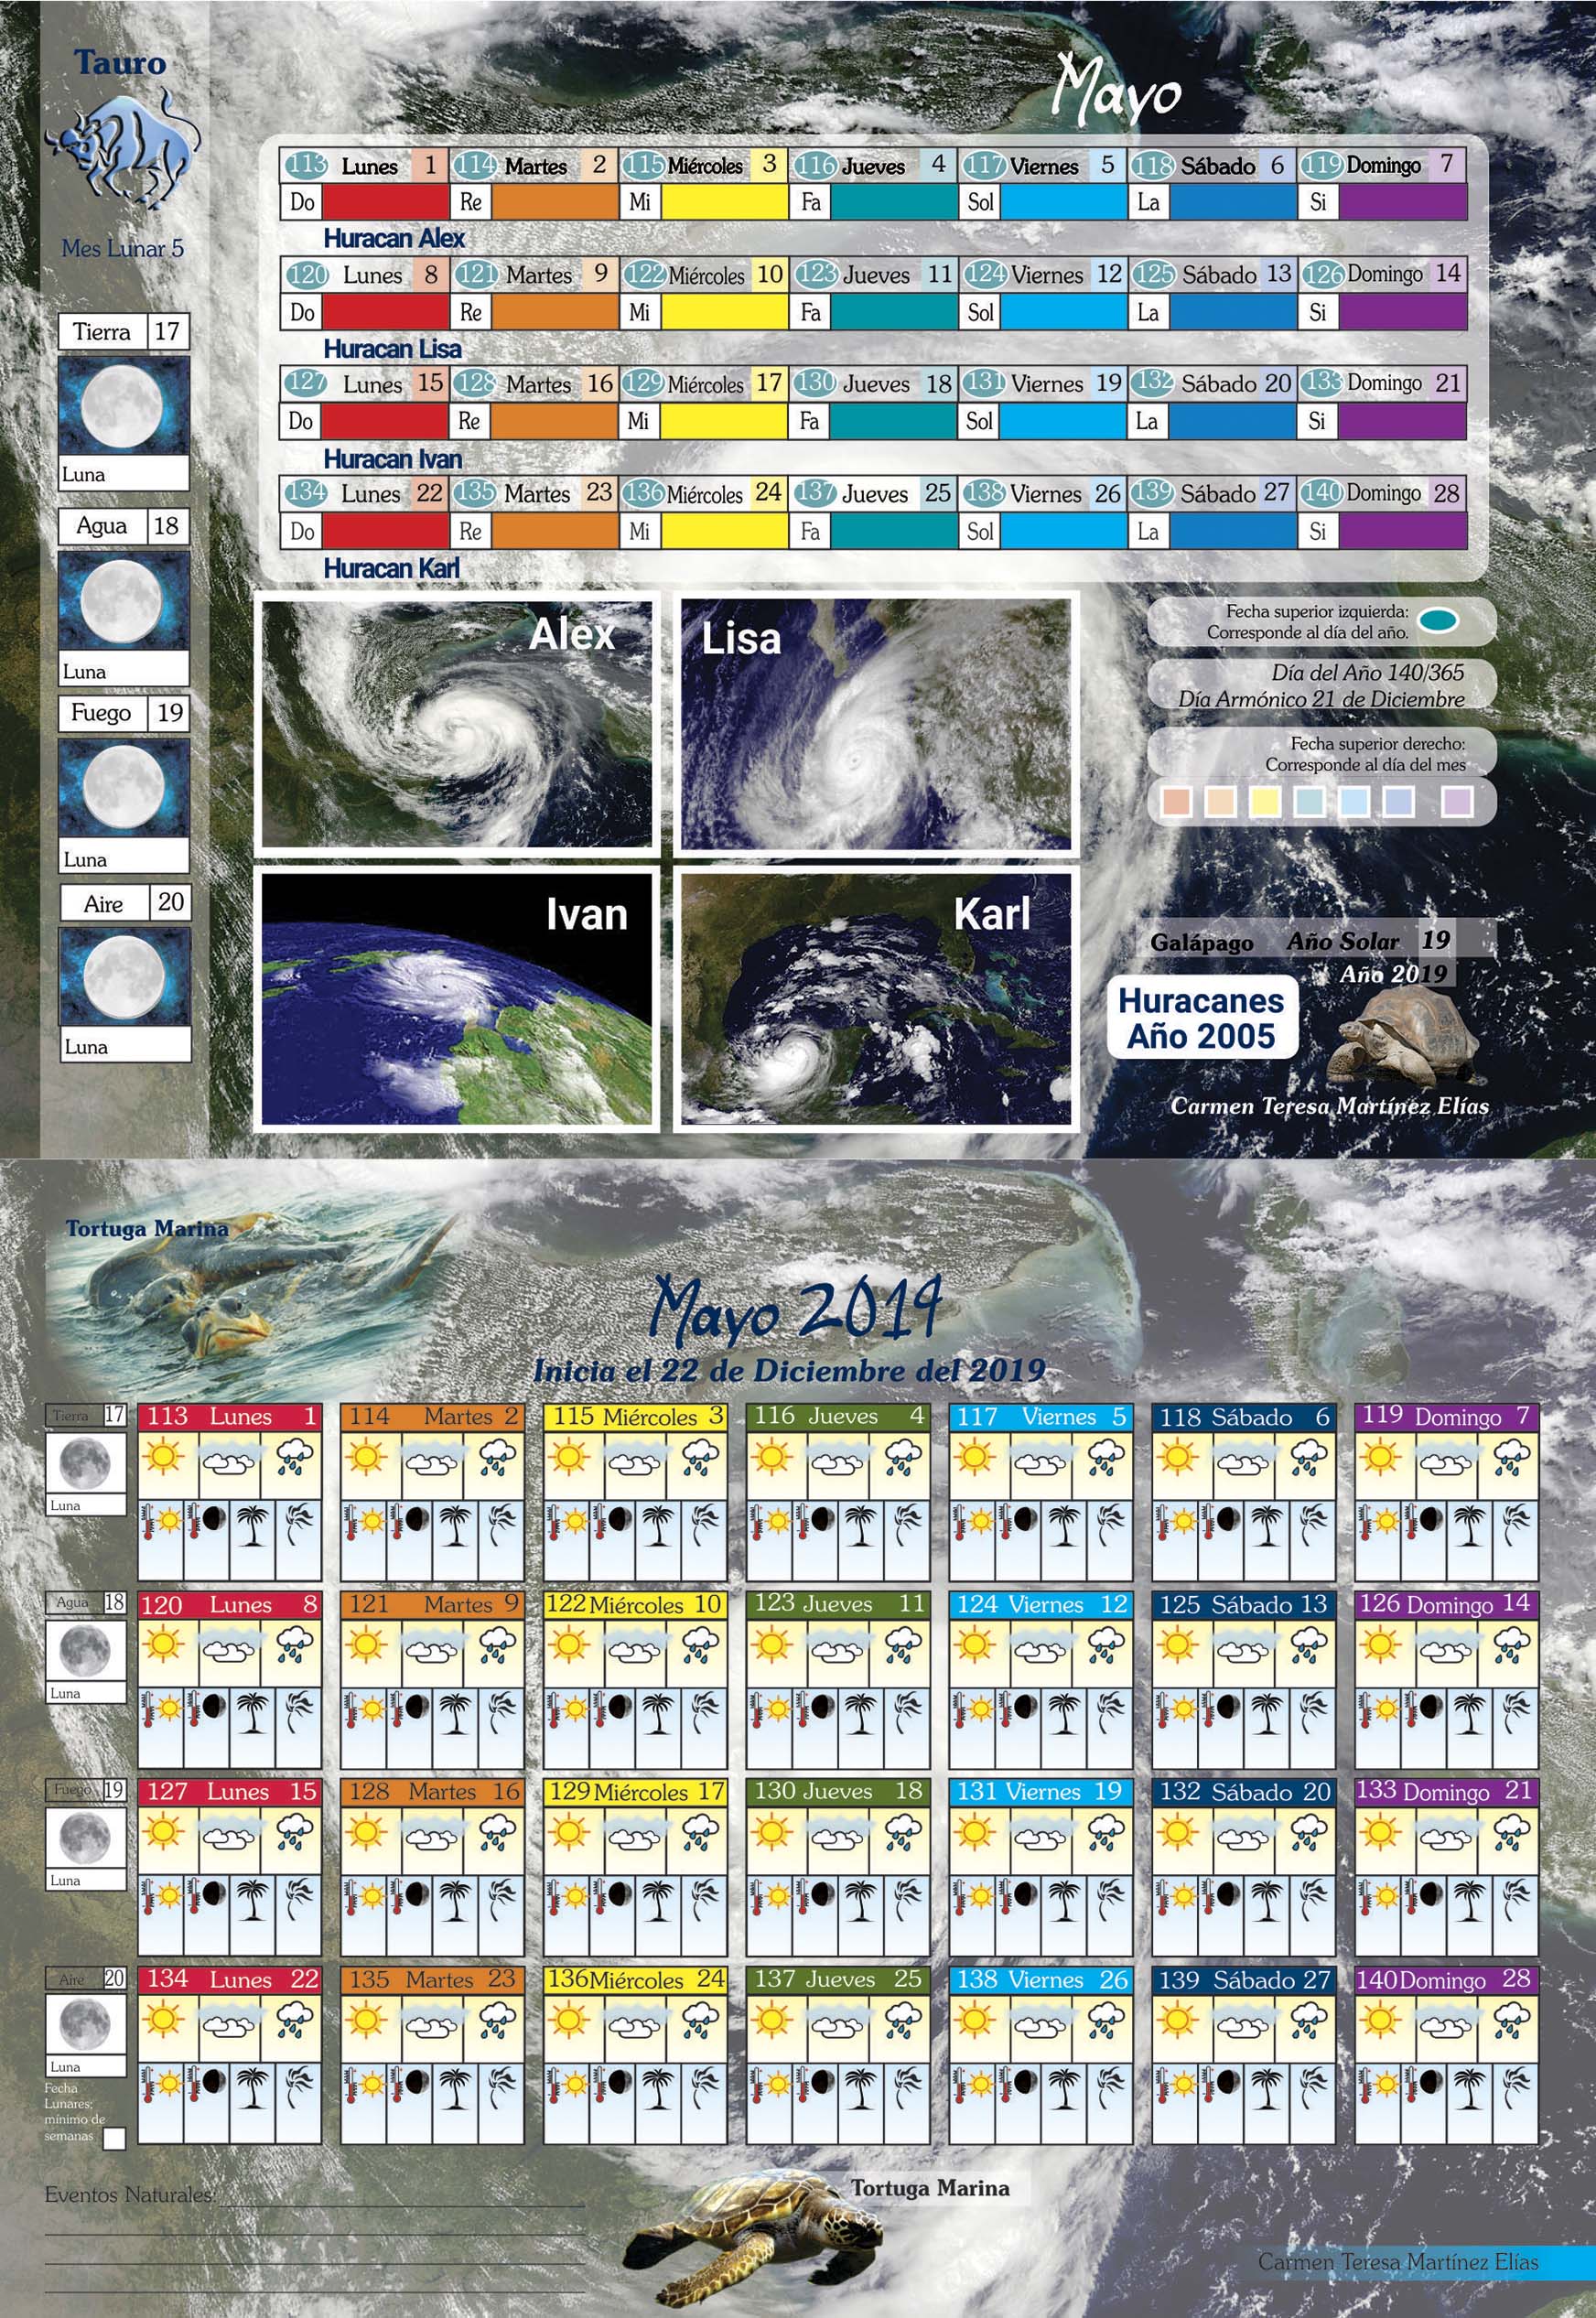 Tauro
Mes Lunar 5
Mayo
113 Lunes 1 114 Martes 2 115 Miércoles 3 116 Jueves 4 117 Viernes 5 118 Sábado 6 119 Domingo 7
Do Re Mi Fa Sol La Si
Huracan Alex
120 Lunes 8 121 Martes 9 122 Miércoles 10 123 Jueves 11 124 Viernes 12 125 Sábado 13 126 Domingo 14
Do Re Mi Fa Sol La Si
Huracan Lisa
127 Lunes 15 128 Martes 16 129 Miércoles 17 130 Jueves 18 131 Viernes 19 132 Sábado 20 133 Domingo 21
Do Re Mi Fa Sol La Si
Huracan Ivan
134 Lunes 22 135 Martes 23 136 Miércoles 24 137 Jueves 25 138 Viernes 26 139 Sábado 27 140 Domingo 28
Do Re Mi Fa Sol La Si
Huracan Karl
Tierra 17
Luna
Agua 18
Luna
Fuego 19
Luna
Aire 20
Luna
Alex
Lisa
Ivan
Karl
Fecha superior izquierda:
Corresponde al día del año.
Día del Año 140/365
Día Armónico 21 de Diciembre
Fecha superior derecho:
Corresponde al día del mes
Galápago Año Solar 19
Año 2019
Huracanes
Año 2005
Carmen Teresa Martínez Elías
Tortuga Marina
Mayo 2019
Inicia el 22 de Diciembre del 2019
Tierra 17 113 Lunes 1 114 Martes 2 115 Miércoles 3 116 Jueves 4 117 Viernes 5 118 Sábado 6 119 Domingo 7
Luna
Agua 18 120 Lunes 8 121 Martes 9 122 Miércoles 10 123 Jueves 11 124 Viernes 12 125 Sábado 13 126 Domingo 14
Luna
Fuego 19 127 Lunes 15 128 Martes 16 129 Miércoles 17 130 Jueves 18 131 Viernes 19 132 Sábado 20 133 Domingo 21
Luna
Aire 20 134 Lunes 22 135 Martes 23 136 Miércoles 24 137 Jueves 25 138 Viernes 26 139 Sábado 27 140 Domingo 28
Luna
Fecha
Lunares;
mínimo de
semanas
Eventos Naturales:
Tortuga Marina
Carmen Teresa Martínez Elías